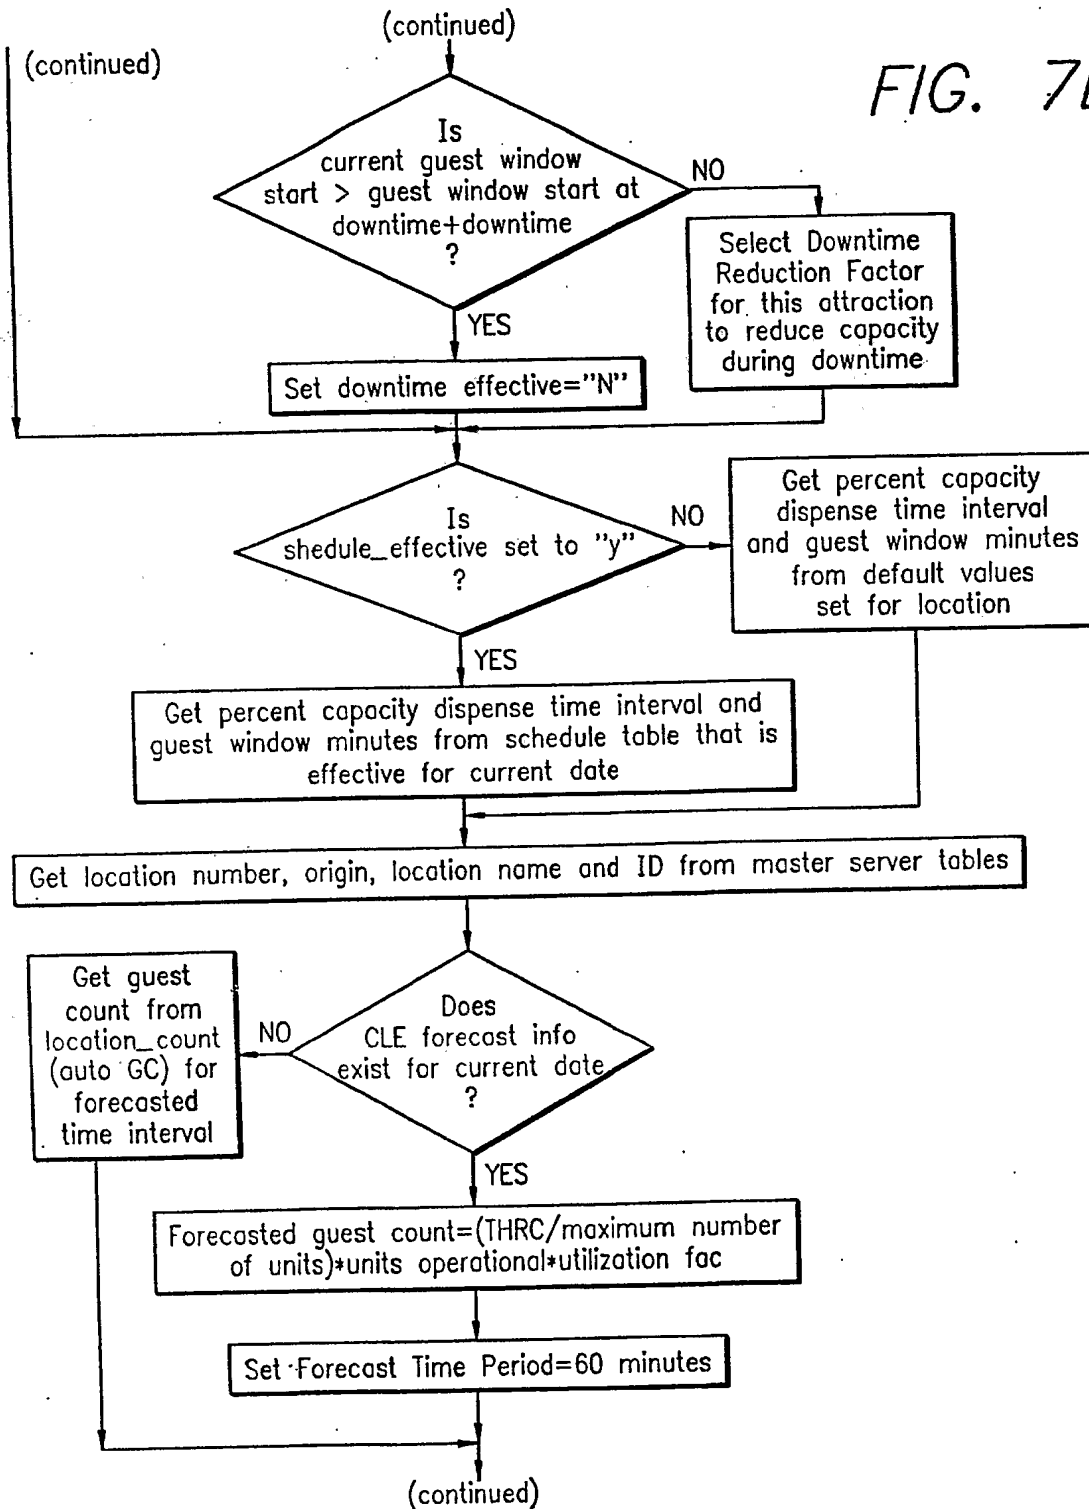 (continued)
(continued)
FIG. 7
Is
current guest window
start > guest window start at
downtime+downtime
?
NO
Select Downtime
Reduction Factor
for this attraction
to reduce capacity
during downtime
YES
Set downtime effective="N"
Is
shedule_effective set to "y"
?
NO
Get percent capacity
dispense time interval
and guest window minutes
from default values
set for location
YES
Get percent capacity dispense time interval and
guest window minutes from schedule table that is
effective for current date
Get location number, origin, location name and ID from master server tables
Does
CLE forecast info
exist for current date
?
NO
Get guest
count from
location_count
(auto GC) for
forecasted
time interval
YES
Forecasted guest count=(THRC/maximum number
of units)*units operational*utilization fac
Set Forecast Time Period=60 minutes
(continued)